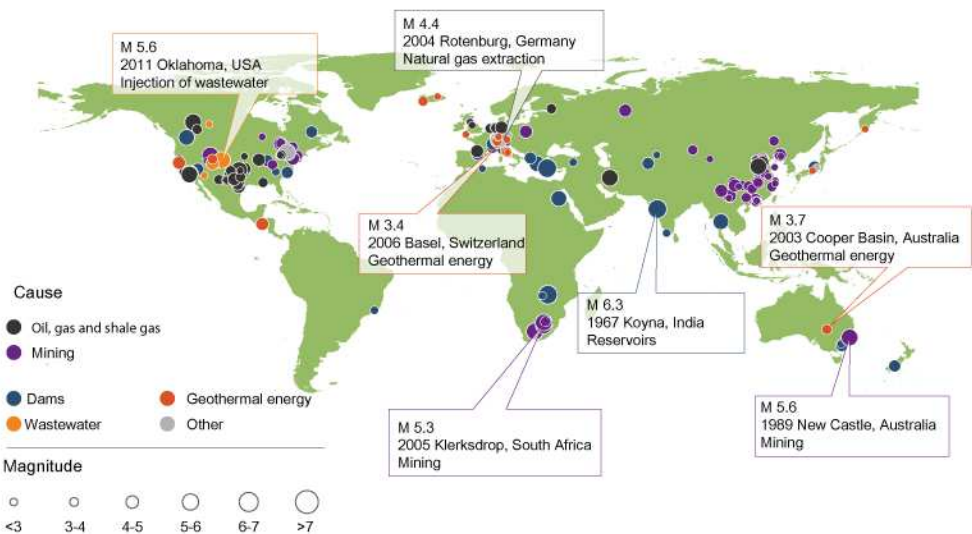 M 5.6
2011 Oklahoma, USA
Injection of wastewater
M 4.4
2004 Rotenburg, Germany
Natural gas extraction
M 3.4
2006 Basel, Switzerland
Geothermal energy
M 3.7
2003 Cooper Basin, Australia
Geothermal energy
M 6.3
1967 Koyna, India
Reservoirs
M 5.3
2005 Klerksdrop, South Africa
Mining
M 5.6
1989 New Castle, Australia
Mining
Cause
Oil, gas and shale gas
Mining
Dams
Geothermal energy
Wastewater
Other
Magnitude
<3 3-4 4-5 5-6 6-7 >7